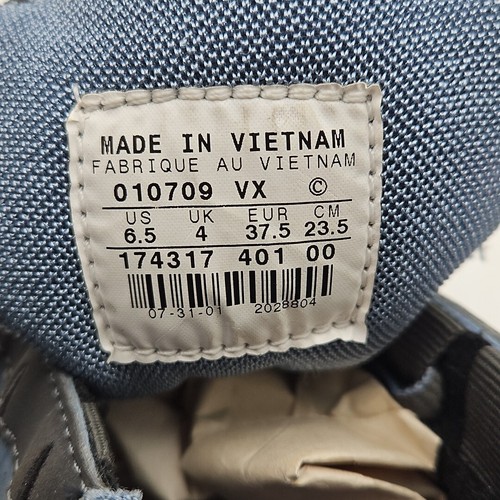 MADE IN VIETNAM
FABRIQUE AU VIETNAM
010709 VX ©
US UK EUR CM
6.5 4 37.5 23.5
174317 401 00
07-31-01 2028804